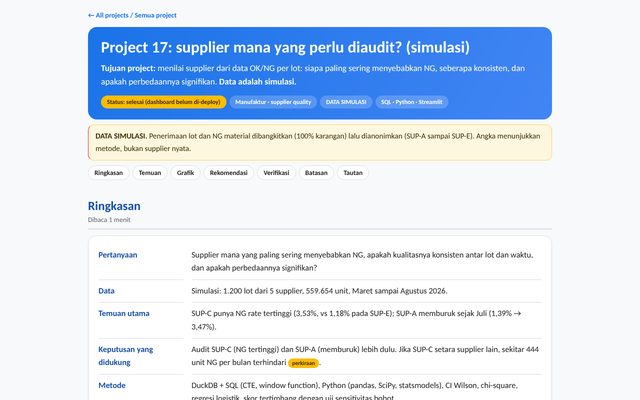 ← All projects / Semua project
Project 17: supplier mana yang perlu diaudit? (simulasi)
Tujuan project: menilai supplier dari data OK/NG per lot: siapa paling sering menyebabkan NG, seberapa konsisten, dan
apakah perbedaannya signifikan. Data adalah simulasi.
Status: selesai (dashboard belum di-deploy) Manufaktur · supplier quality DATA SIMULASI SQL · Python · Streamlit
DATA SIMULASI. Penerimaan lot dan NG material dibangkitkan (100% karangan) lalu dianonimkan (SUP-A sampai SUP-E). Angka menunjukkan
metode, bukan supplier nyata.
Ringkasan Temuan Grafik Rekomendasi Verifikasi Batasan Tautan
Ringkasan
Dibaca 1 menit
Pertanyaan Supplier mana yang paling sering menyebabkan NG, apakah kualitasnya konsisten antar lot dan waktu,
dan apakah perbedaannya signifikan?
Data Simulasi: 1.200 lot dari 5 supplier, 559.654 unit, Maret sampai Agustus 2026.
Temuan utama SUP-C punya NG rate tertinggi (3,53%, vs 1,18% pada SUP-E); SUP-A memburuk sejak Juli (1,39% →
3,47%).
Keputusan yang Audit SUP-C (NG tertinggi) dan SUP-A (memburuk) lebih dulu. Jika SUP-C setara supplier lain, sekitar 444
didukung unit NG per bulan terhindari perkiraan.
Metode DuckDB + SQL (CTE, window function), Python (pandas, SciPy, statsmodels), CI Wilson, chi-square,
regresi logistik, skor tertimbang dengan uji sensitivitas bobot.